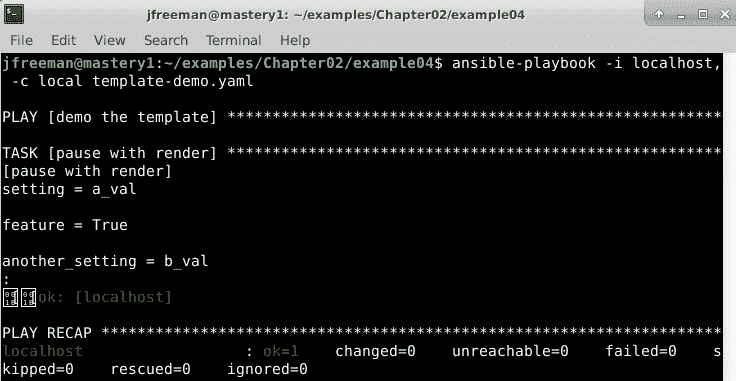 jfreeman@mastery1: ~/examples/Chapter02/example04
File Edit View Search Terminal Help
jfreeman@mastery1:~/examples/Chapter02/example04$ ansible-playbook -i localhost,
-c local template-demo.yaml
PLAY [demo the template] ******************************************************
TASK [pause with render] ******************************************************
[pause with render]
setting = a_val
feature = True
another_setting = b_val
:
ok: [localhost]
PLAY RECAP ********************************************************************
localhost : ok=1 changed=0 unreachable=0 failed=0 s
kipped=0 rescued=0 ignored=0